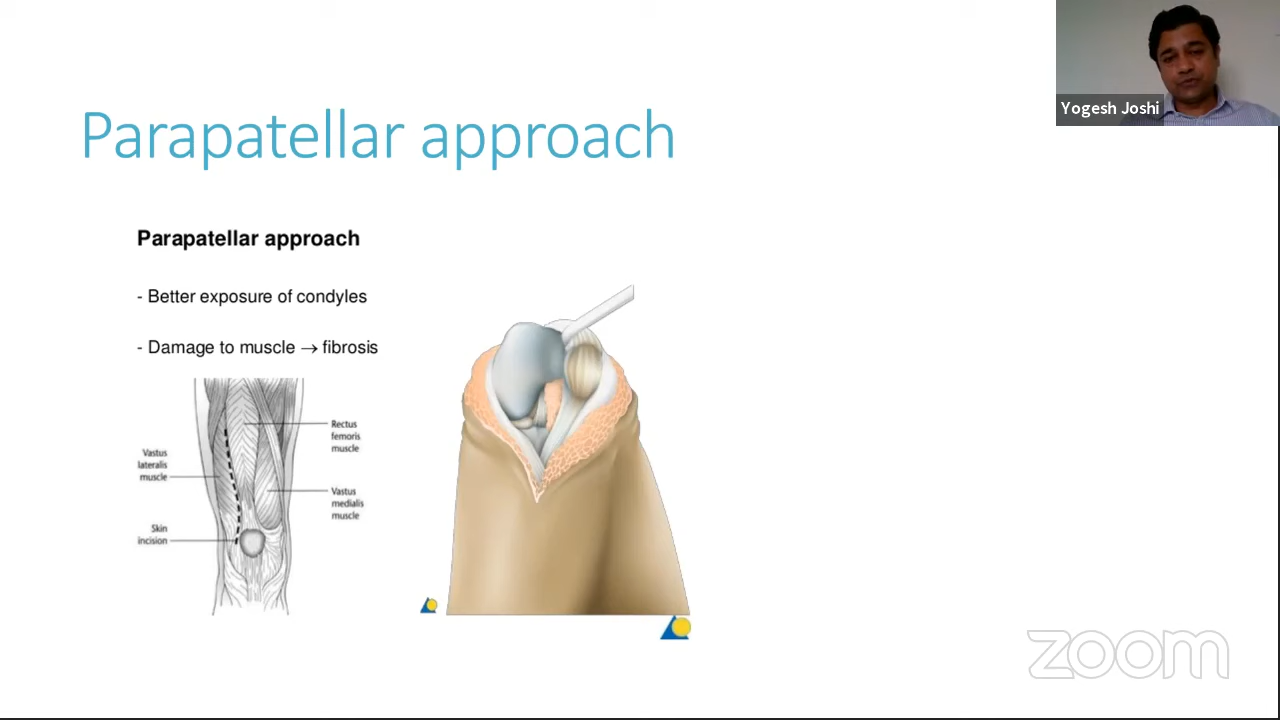 Yogesh Joshi
Parapatellar approach
Parapatellar approach
- Better exposure of condyles
- Damage to muscle → fibrosis
Rectus
femoris
muscle
Vastus
lateralis
muscle
Vastus
medialis
muscle
Skin
incision
zoom